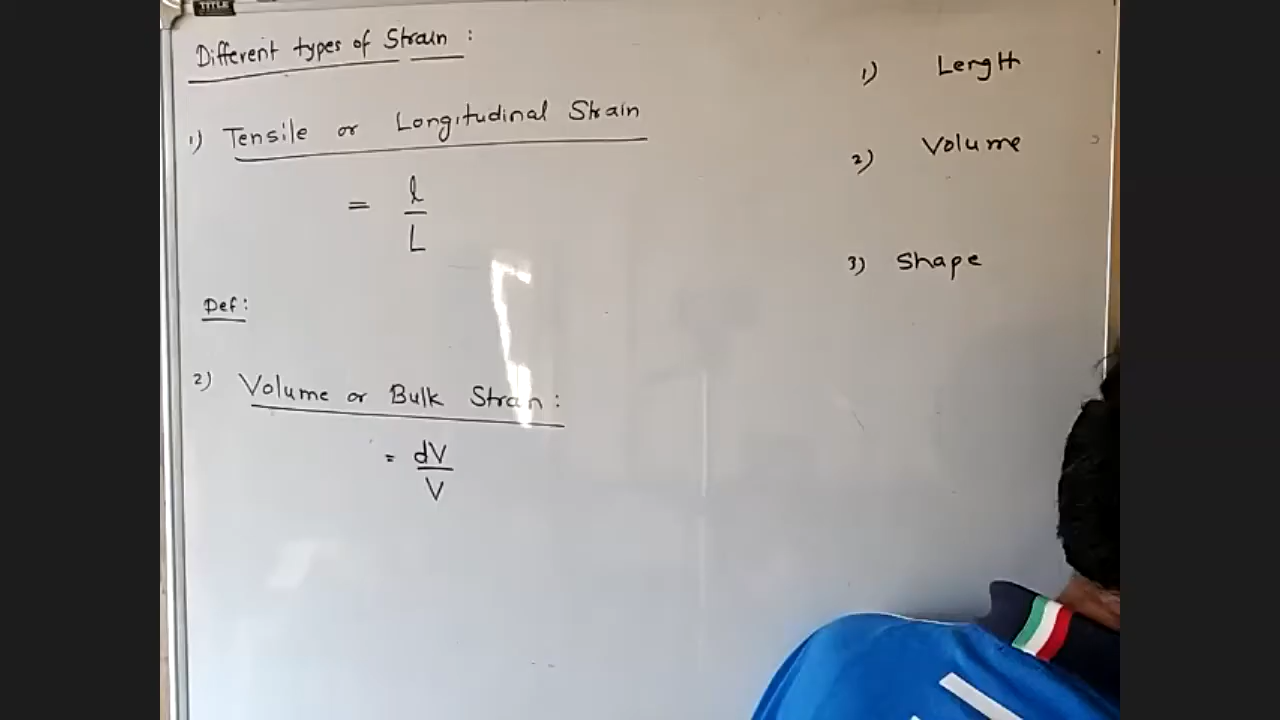 TITLE
Different types of Strain :
1) Tensile or Longitudinal Strain
= l/L
Def:
2) Volume or Bulk Strain :
= dV/V
1) Length
2) Volume
3) Shape